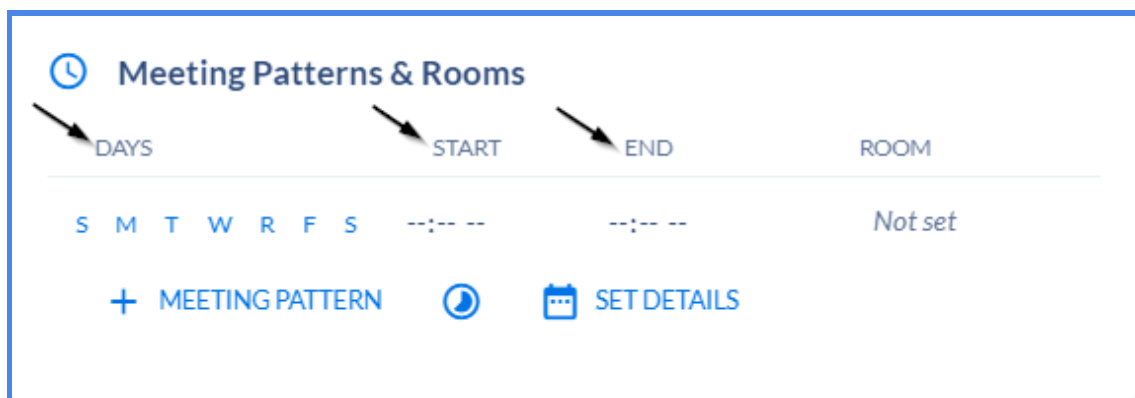 Meeting Patterns & Rooms
DAYS START END ROOM
S M T W R F S --:-- -- --:-- -- Not set
+ MEETING PATTERN SET DETAILS